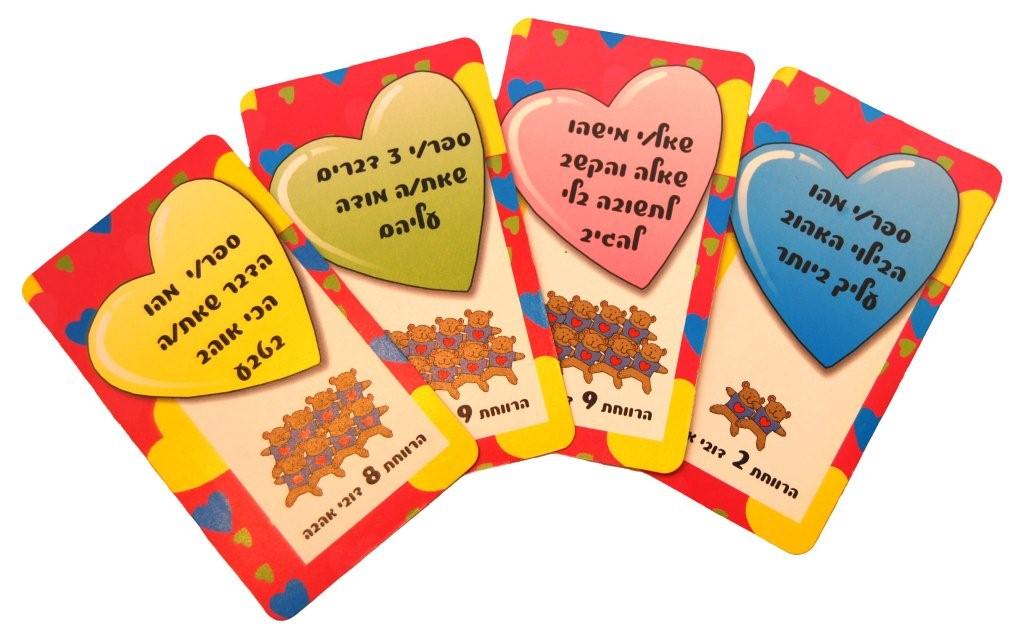 ספר/י מהו
הדבר שאת/ה
הכי אוהב
בטבע
הרווחת 8 דובי אהבה
ספר/י 3 דברים
שאת/ה מודה
עליהם
הרווחת 9
שאל/י מישהו
שאלה והקשב
לתשובה בלי
להגיב
הרווחת 9
ספר/י מהו
הבילוי האהוב
עליך ביותר
הרווחת 2 דובי